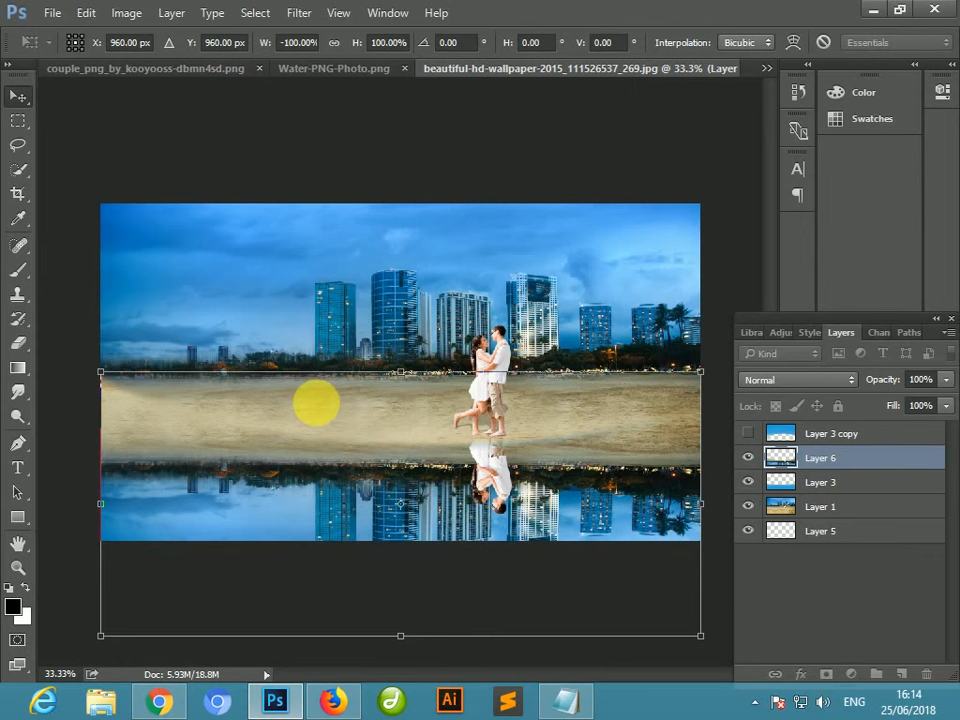 Ps File Edit Image Layer Type Select Filter View Window Help
X: 960.00 px Y: 960.00 px W: -100.00% H: 100.00% 0.00 ° H: 0.00 ° V: 0.00 ° Interpolation: Bicubic Essentials
couple_png_by_kooyooss-dbmn4sd.png × Water-PNG-Photo.png × beautiful-hd-wallpaper-2015_111526537_269.jpg @ 33.3% (Layer
Color
Swatches
Libra Adju Style Layers Chan Paths
Kind
Normal Opacity: 100%
Lock: Fill: 100%
Layer 3 copy
Layer 6
Layer 3
Layer 1
Layer 5
33.33% Doc: 5.93M/18.8M
Ps Ai S ENG 16:14
25/06/2018